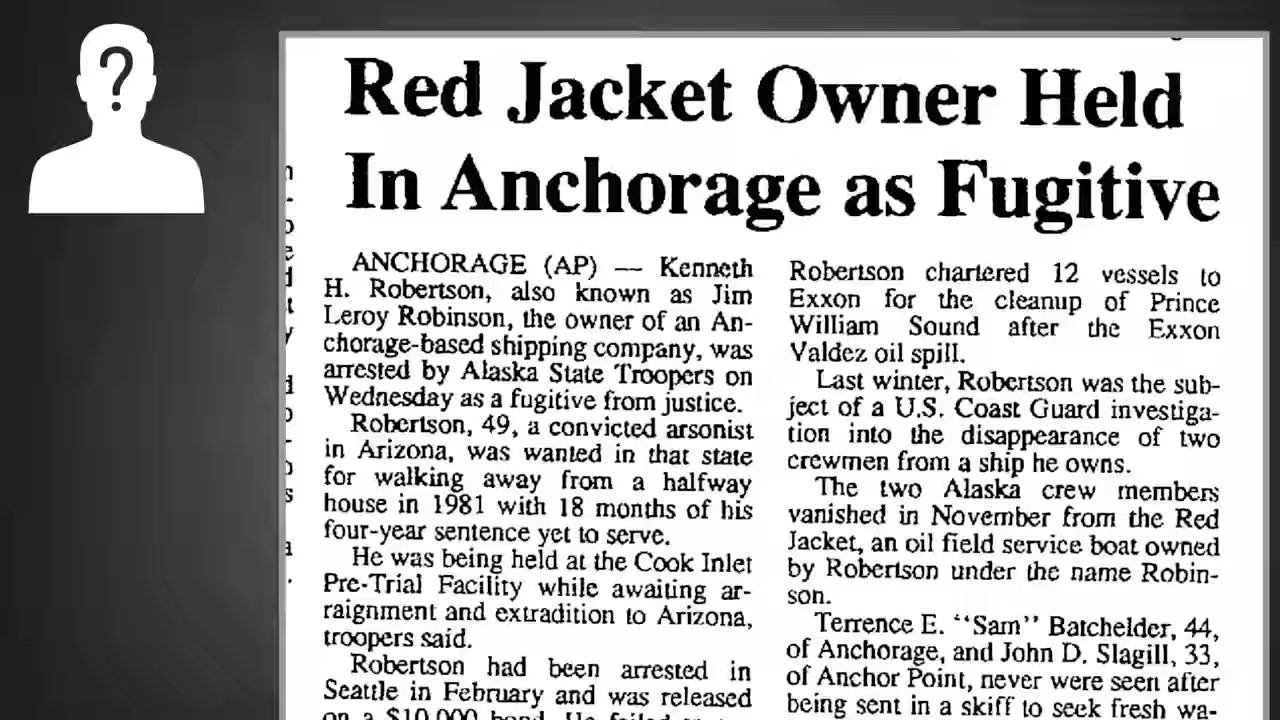 ?
Red Jacket Owner Held
In Anchorage as Fugitive
ANCHORAGE (AP) — Kenneth
H. Robertson, also known as Jim
Leroy Robinson, the owner of an An-
chorage-based shipping company, was
arrested by Alaska State Troopers on
Wednesday as a fugitive from justice.
Robertson, 49, a convicted arsonist
in Arizona, was wanted in that state
for walking away from a halfway
house in 1981 with 18 months of his
four-year sentence yet to serve.
He was being held at the Cook Inlet
Pre-Trial Facility while awaiting ar-
raignment and extradition to Arizona,
troopers said.
Robertson had been arrested in
Seattle in February and was released
on a $10,000 bond. He failed
Robertson chartered 12 vessels to
Exxon for the cleanup of Prince
William Sound after the Exxon
Valdez oil spill.
Last winter, Robertson was the sub-
ject of a U.S. Coast Guard investiga-
tion into the disappearance of two
crewmen from a ship he owns.
The two Alaska crew members
vanished in November from the Red
Jacket, an oil field service boat owned
by Robertson under the name Robin-
son.
Terrence E. “Sam” Batchelder, 44,
of Anchorage, and John D. Slagill, 33,
of Anchor Point, never were seen after
being sent in a skiff to seek fresh wa-